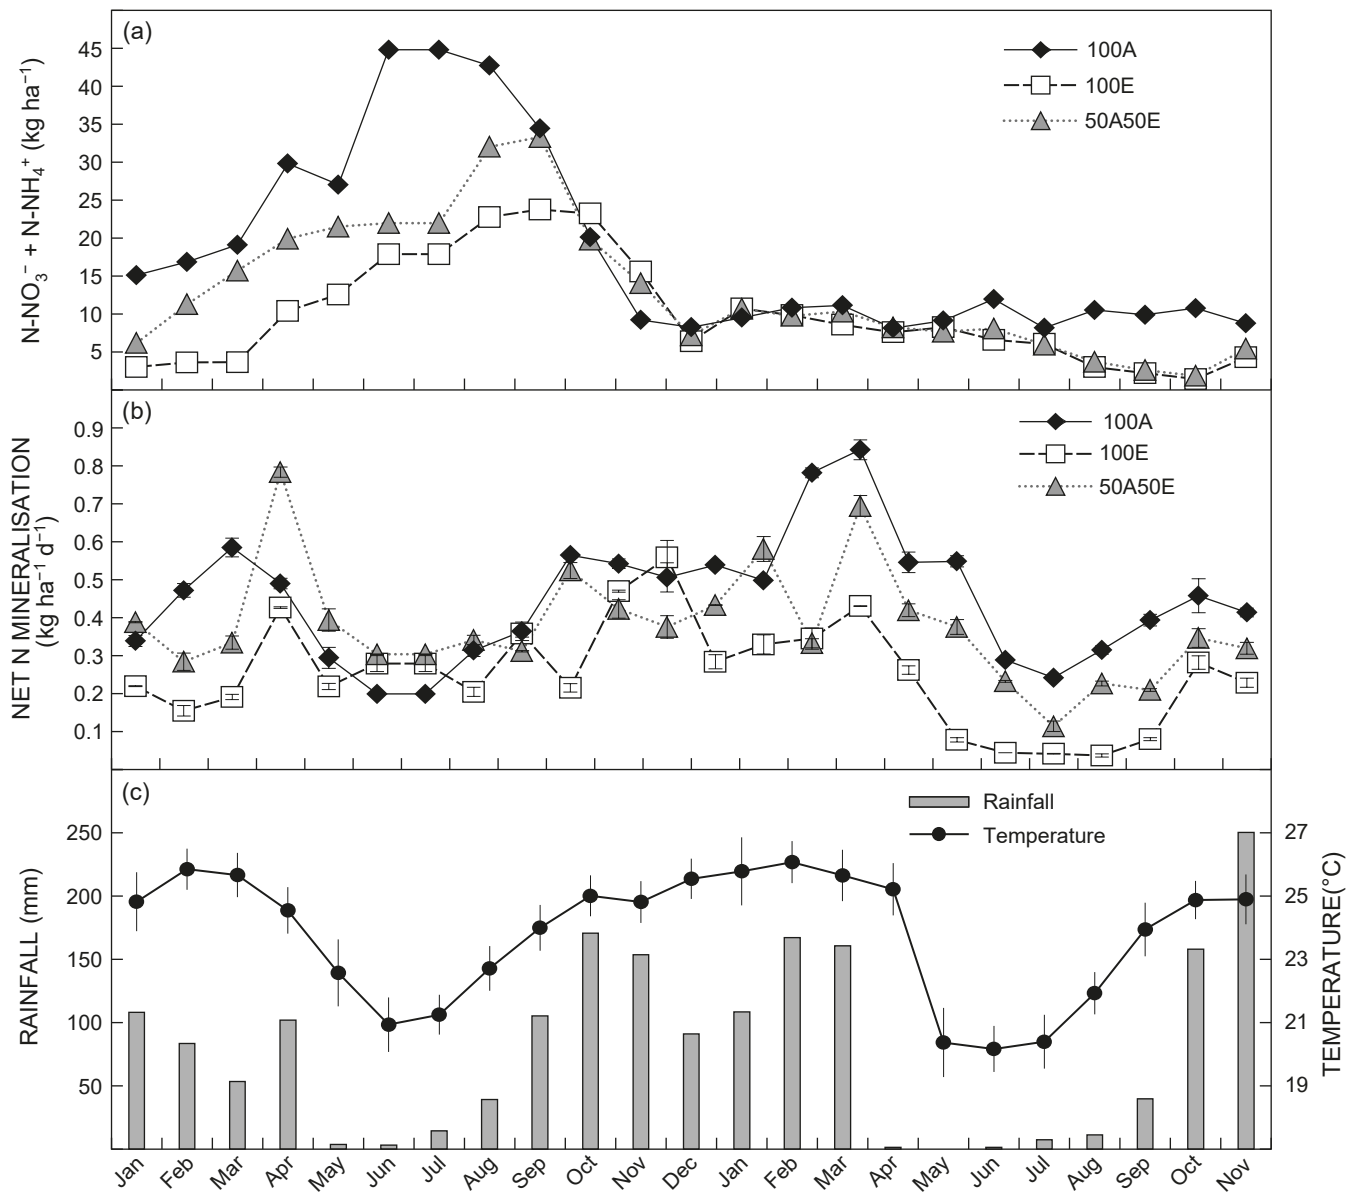 (a)
N-NO₃⁻ + N-NH₄⁺ (kg ha⁻¹)
45
40
35
30
25
20
15
10
5
100A
100E
50A50E
(b)
NET N MINERALISATION
(kg ha⁻¹ d⁻¹)
0.9
0.8
0.7
0.6
0.5
0.4
0.3
0.2
0.1
100A
100E
50A50E
(c)
RAINFALL (mm)
250
200
150
100
50
Rainfall
Temperature
27
25
23
21
19
TEMPERATURE(°C)
Jan Feb Mar Apr May Jun Jul Aug Sep Oct Nov Dec Jan Feb Mar Apr May Jun Jul Aug Sep Oct Nov